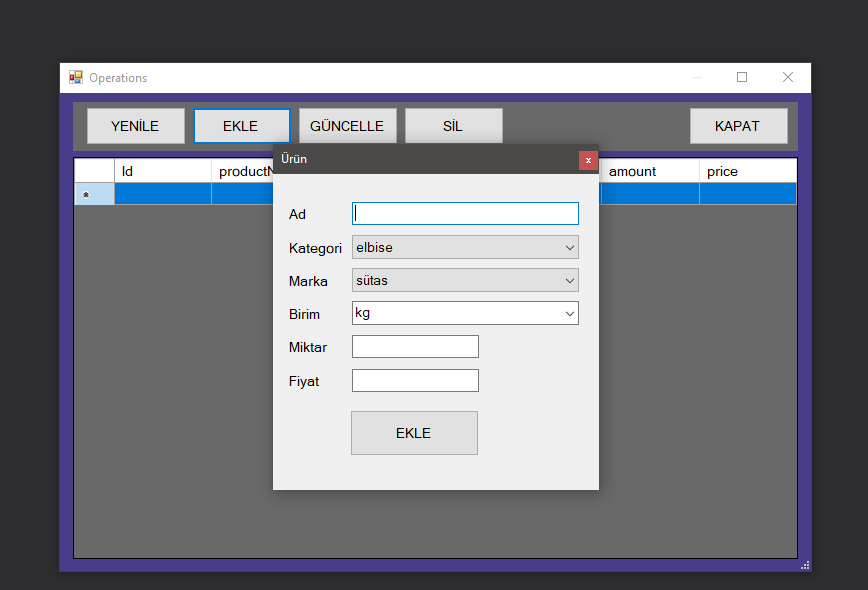 Operations
YENİLE EKLE GÜNCELLE SİL KAPAT
Ürün x
Id amount price
Ad
Kategori elbise
Marka sütas
Birim kg
Miktar
Fiyat
EKLE